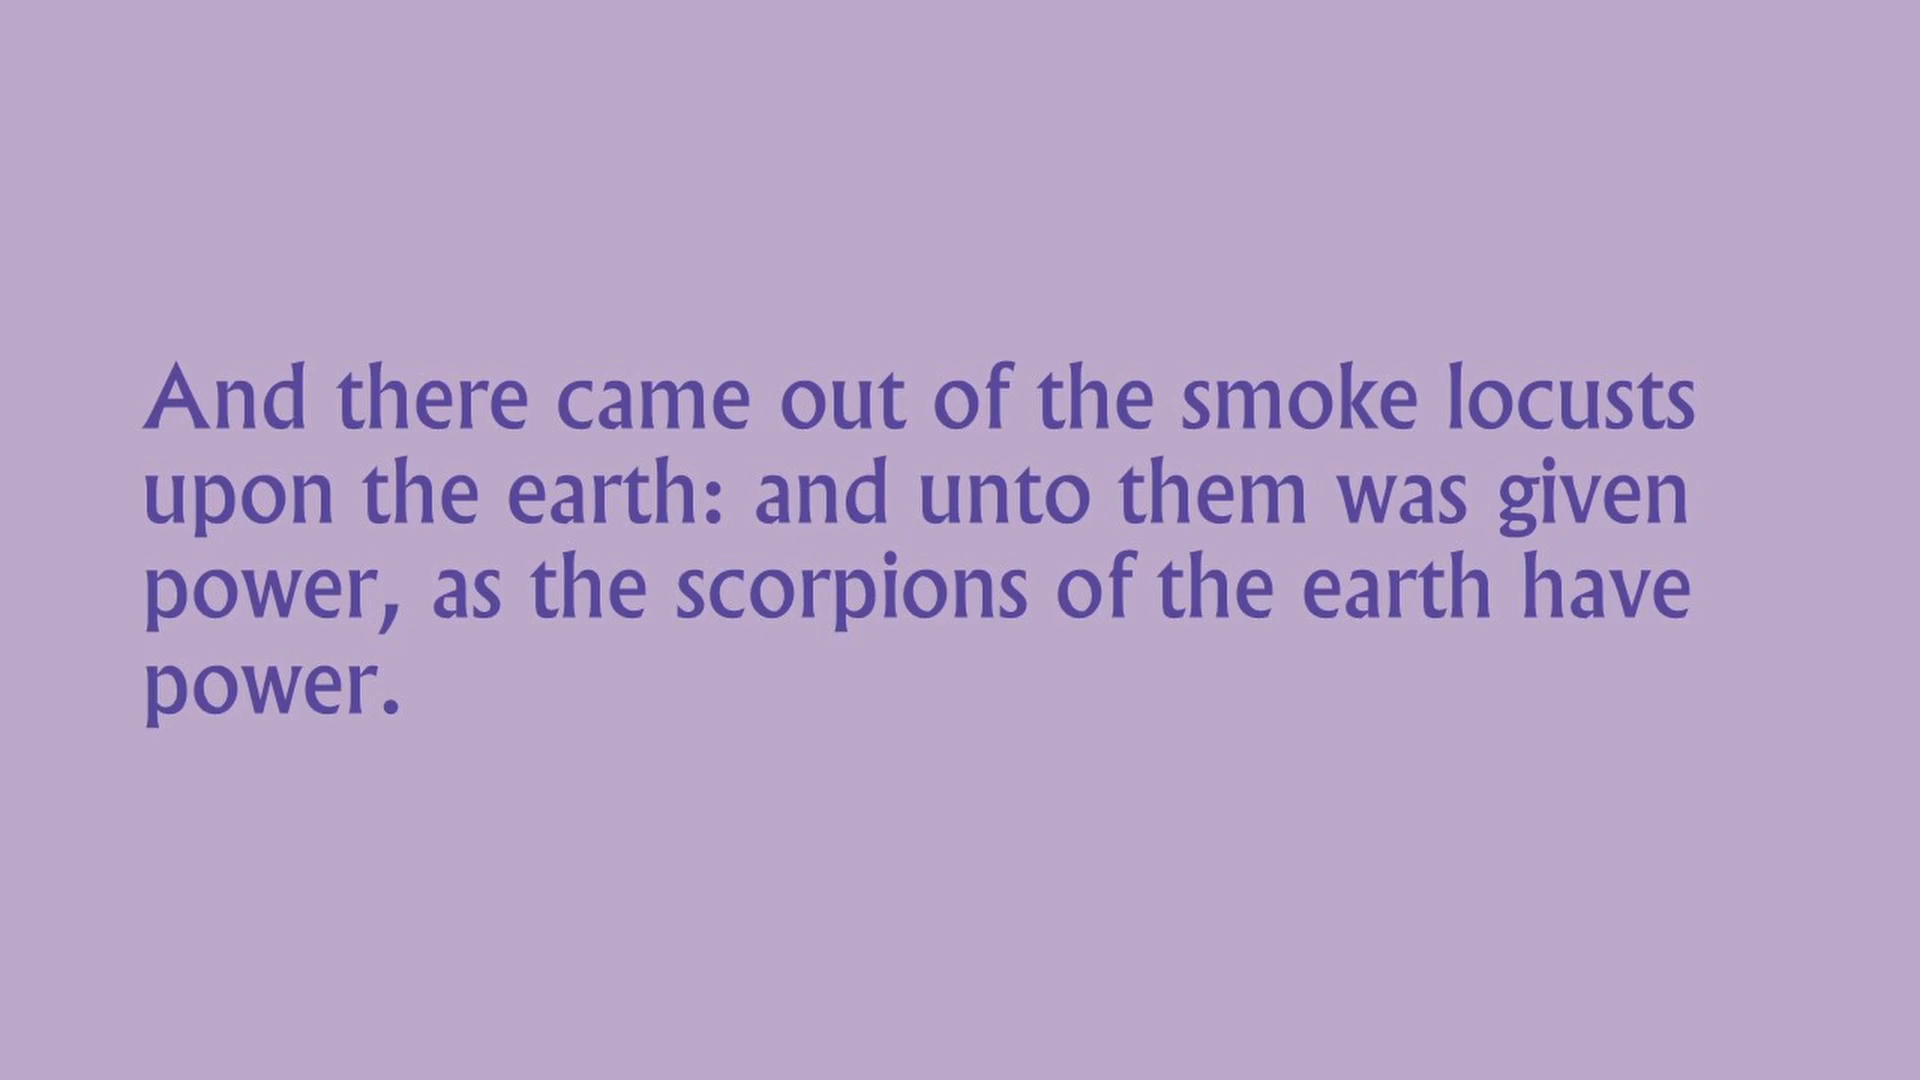 And there came out of the smoke locusts
upon the earth: and unto them was given
power, as the scorpions of the earth have
power.